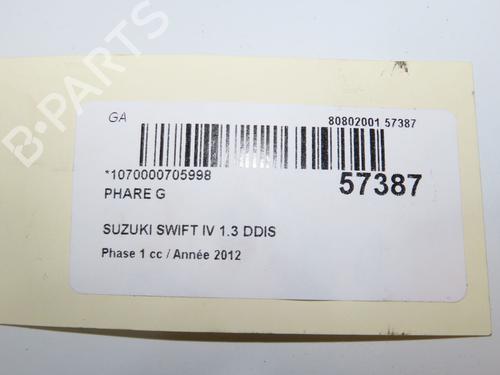 B-PARTS
GA
80802001 57387
*1070000705998
57387
PHARE G
SUZUKI SWIFT IV 1.3 DDIS
Phase 1 cc / Année 2012